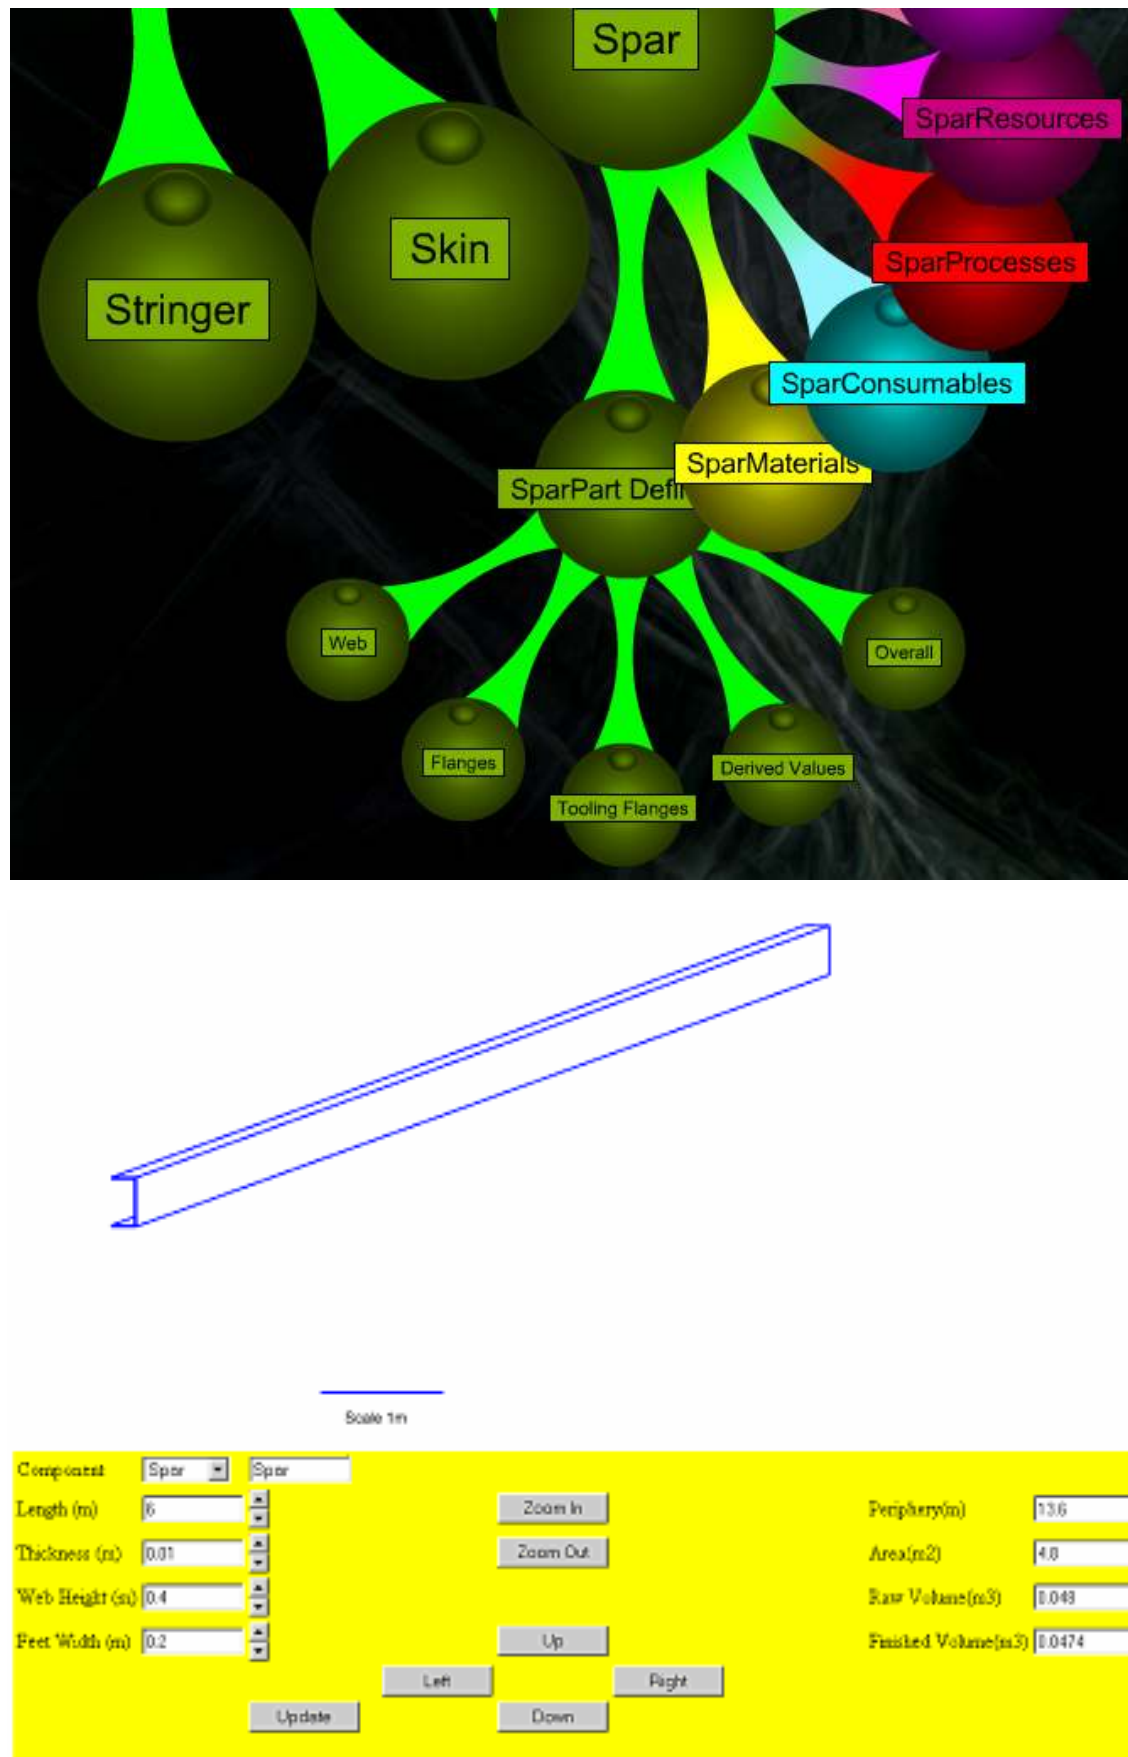 Spar
SparResources
Skin
SparProcesses
Stringer
SparConsumables
SparMaterials
SparPart Defi
Web
Overall
Flanges
Derived Values
Tooling Flanges
Scale 1m
Component Spar Spar
Length (m) 6 Zoom In Periphery(m) 13.6
Thickness (m) 0.01 Zoom Out Area(m2) 4.8
Web Height (m) 0.4 Raw Volume(m3) 0.048
Feet Width (m) 0.2 Up Finished Volume(m3) 0.0474
Left Right
Update Down